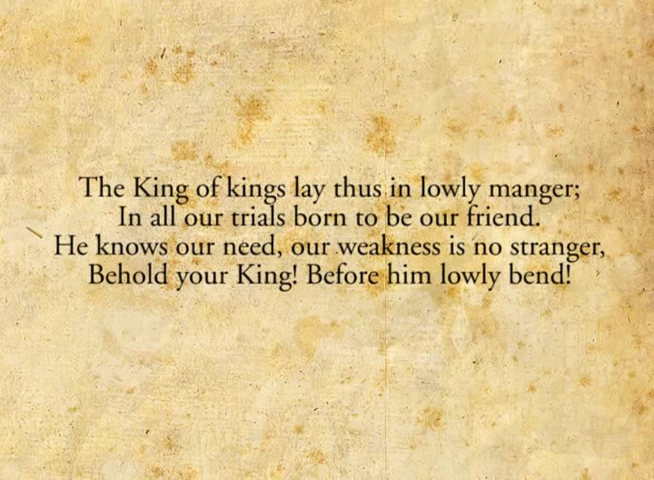 The King of kings lay thus in lowly manger;
In all our trials born to be our friend.
He knows our need, our weakness is no stranger,
Behold your King! Before him lowly bend!